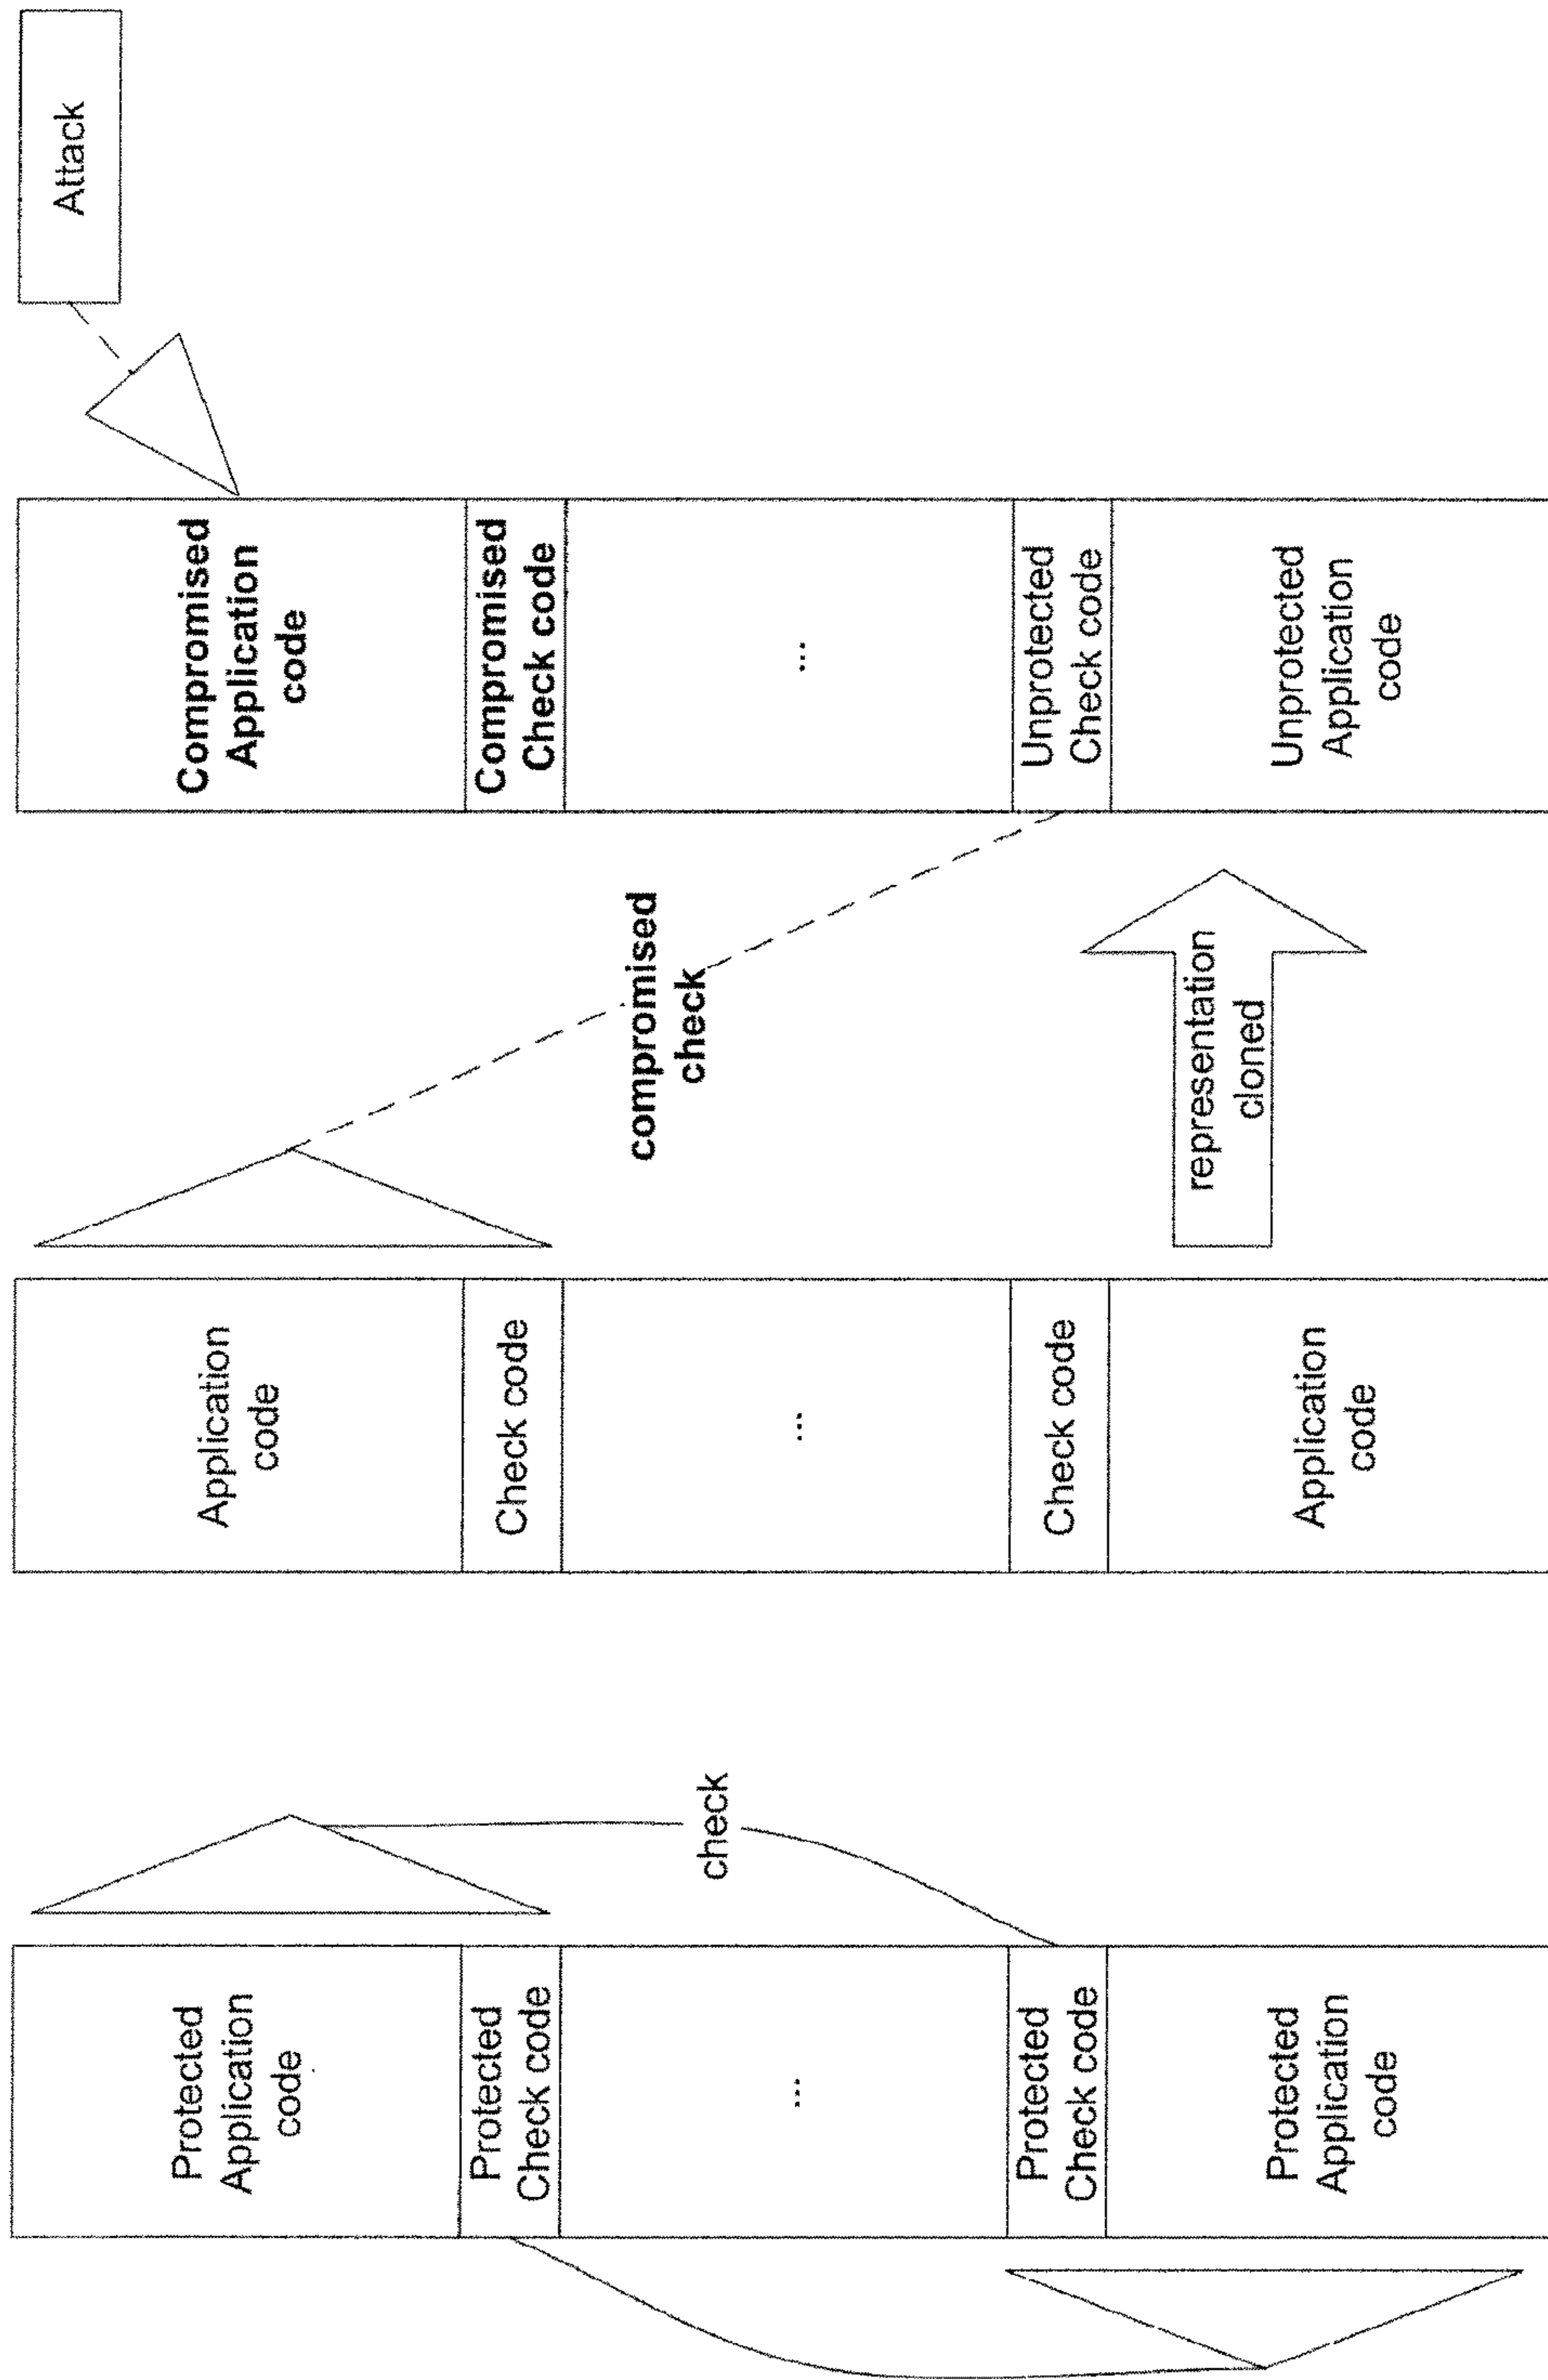 Protected
Application
code
Protected
Check code
...
Protected
Check code
Protected
Application
code
check
Application
code
Check code
...
Check code
Application
code
compromised
check
representation
cloned
Compromised
Application
code
Compromised
Check code
...
Unprotected
Check code
Unprotected
Application
code
Attack